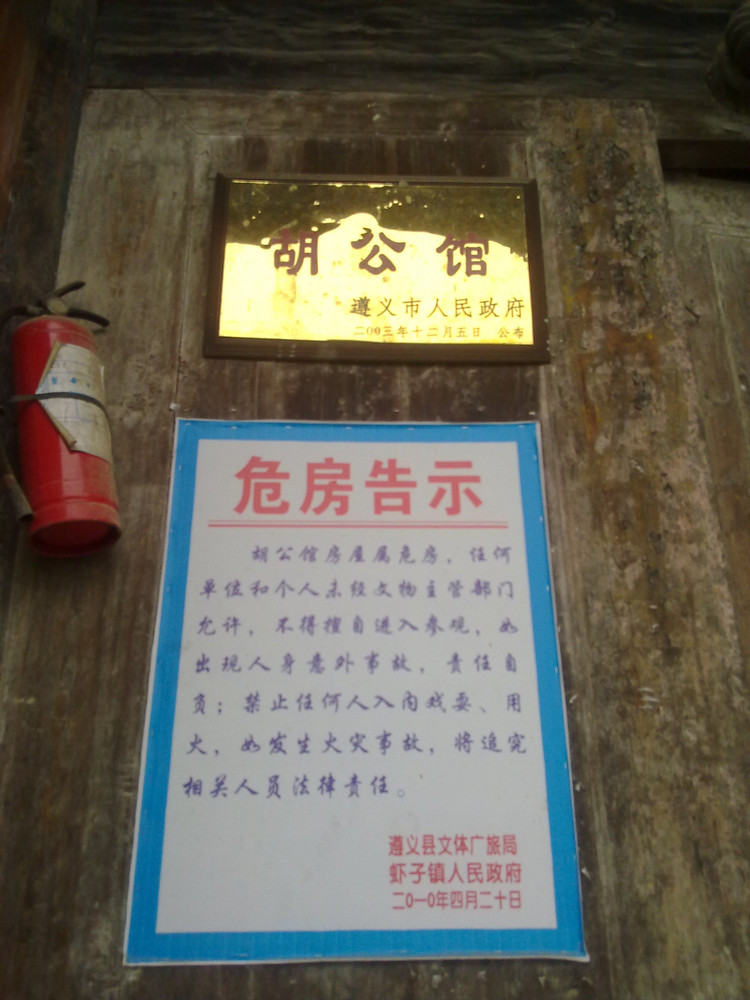 胡公馆
遵义市人民政府
二00三年十二月五日 公布
危房告示
胡公馆房屋属危房，任何
单位和个人未经文物主管部门
允许，不得擅自进入参观，如
出现人身意外事故，责任自
负；禁止任何人入内戏耍、用
火，如发生火灾事故，将追究
相关人员法律责任。
遵义县文体广旅局
虾子镇人民政府
二0一0年四月二十日